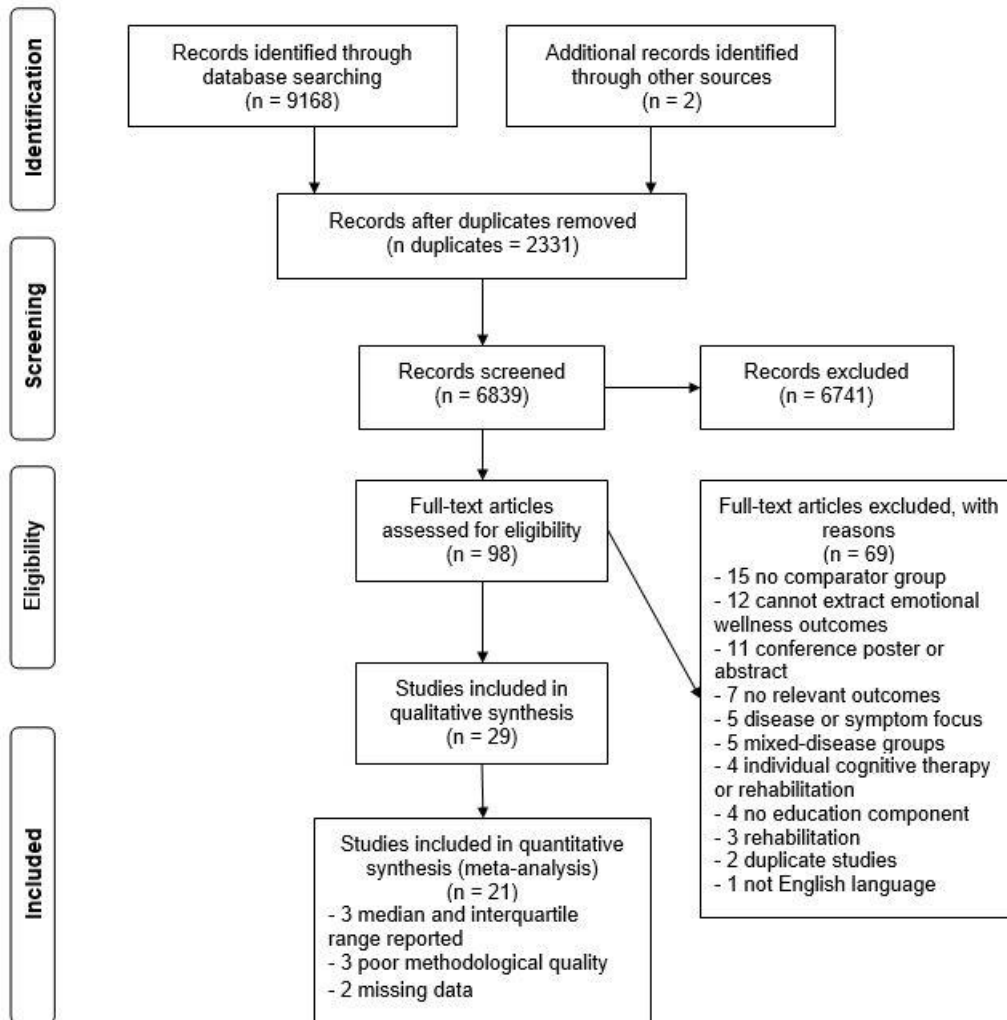 Identification
Records identified through
database searching
(n = 9168)
Additional records identified
through other sources
(n = 2)
Records after duplicates removed
(n duplicates = 2331)
Screening
Records screened
(n = 6839)
Records excluded
(n = 6741)
Eligibility
Full-text articles
assessed for eligibility
(n = 98)
Full-text articles excluded, with
reasons
(n = 69)
- 15 no comparator group
- 12 cannot extract emotional
wellness outcomes
- 11 conference poster or
abstract
- 7 no relevant outcomes
- 5 disease or symptom focus
- 5 mixed-disease groups
- 4 individual cognitive therapy
or rehabilitation
- 4 no education component
- 3 rehabilitation
- 2 duplicate studies
- 1 not English language
Studies included in
qualitative synthesis
(n = 29)
Included
Studies included in quantitative
synthesis (meta-analysis)
(n = 21)
- 3 median and interquartile
range reported
- 3 poor methodological quality
- 2 missing data